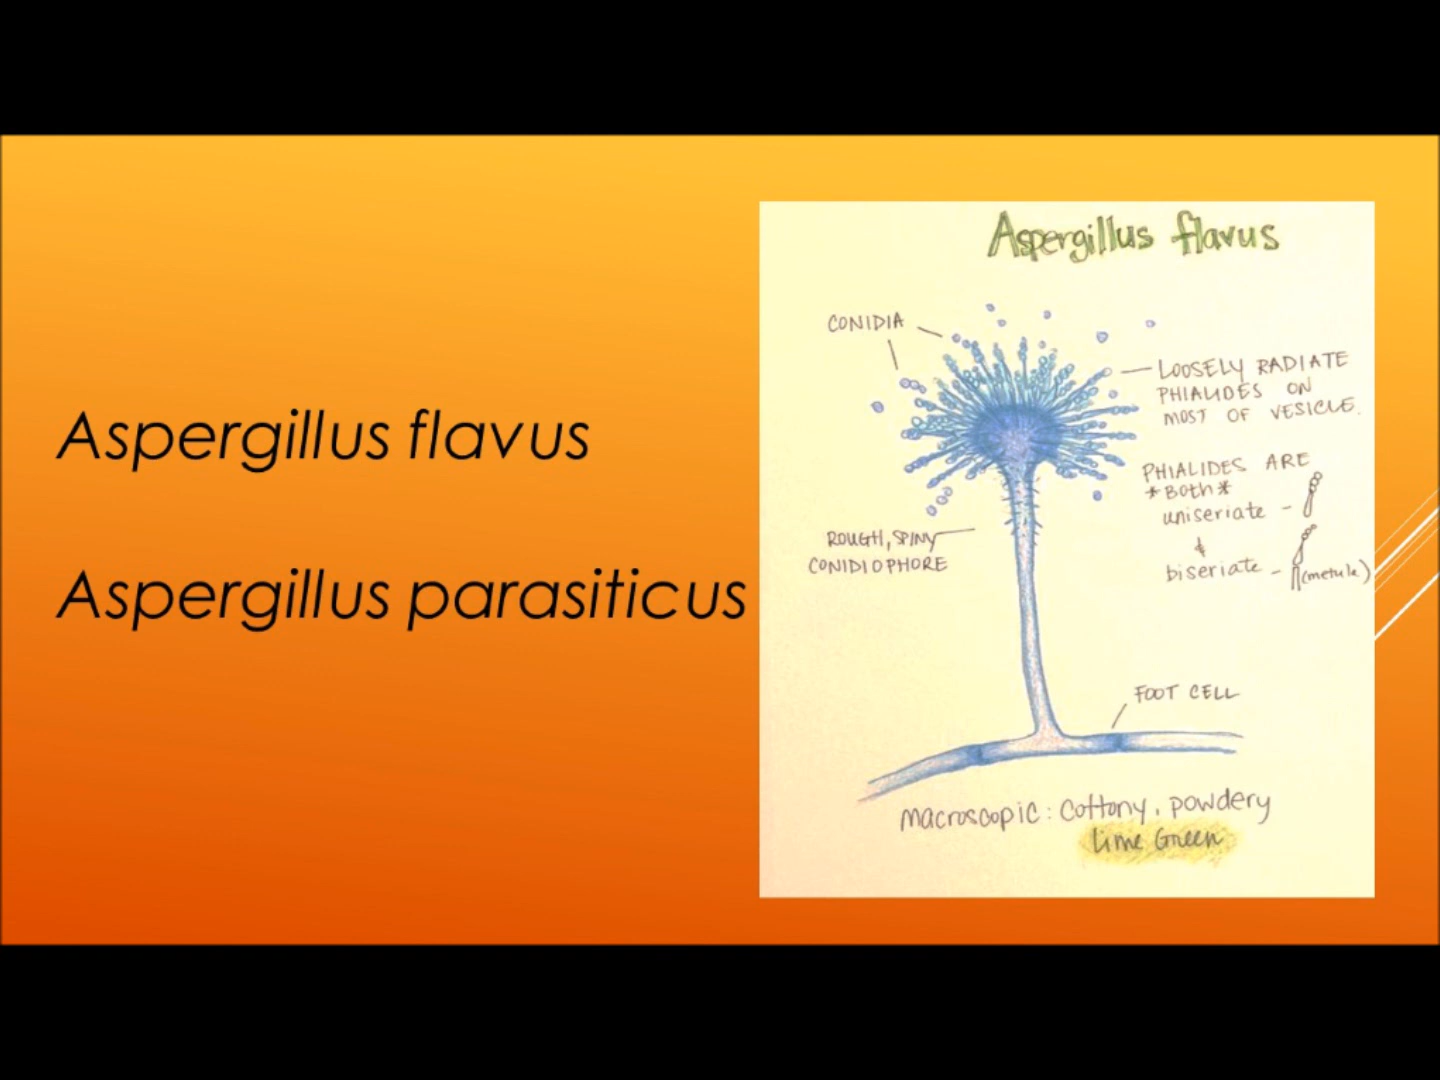 Aspergillus flavus
Aspergillus parasiticus
Aspergillus flavus
CONIDIA
LOOSELY RADIATE
PHIALIDES ON
MOST OF VESICLE.
PHIALIDES ARE
*BOTH*
uniseriate -
&
biseriate - (metule)
ROUGH, SPINY
CONIDIOPHORE
FOOT CELL
Macroscopic: Cottony, powdery
Lime Green